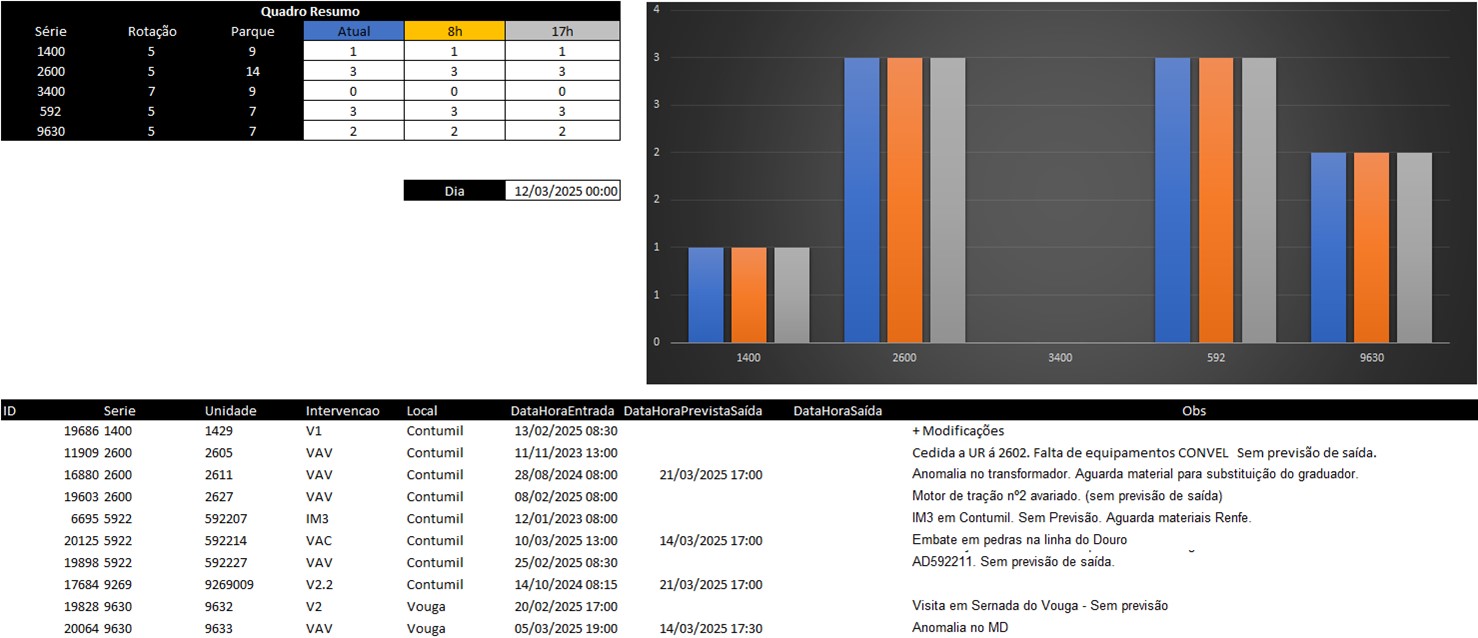 Quadro Resumo
Série Rotação Parque Atual 8h 17h
1400 5 9 1 1 1
2600 5 14 3 3 3
3400 7 9 0 0 0
592 5 7 3 3 3
9630 5 7 2 2 2
Dia 12/03/2025 00:00
4
3
3
2
2
1
1
0
1400 2600 3400 592 9630
ID Serie Unidade Intervencao Local DataHoraEntrada DataHoraPrevistaSaída DataHoraSaída Obs
19686 1400 1429 V1 Contumil 13/02/2025 08:30 + Modificações
11909 2600 2605 VAV Contumil 11/11/2023 13:00 Cedida a UR á 2602. Falta de equipamentos CONVEL Sem previsão de saída.
16880 2600 2611 VAV Contumil 28/08/2024 08:00 21/03/2025 17:00 Anomalia no transformador. Aguarda material para substituição do graduador.
19603 2600 2627 VAV Contumil 08/02/2025 08:00 Motor de tração nº2 avariado. (sem previsão de saída)
6695 5922 592207 IM3 Contumil 12/01/2023 08:00 IM3 em Contumil. Sem Previsão. Aguarda materiais Renfe.
20125 5922 592214 VAC Contumil 10/03/2025 13:00 14/03/2025 17:00 Embate em pedras na linha do Douro
19898 5922 592227 VAV Contumil 25/02/2025 08:30 AD592211. Sem previsão de saída.
17684 9269 9269009 V2.2 Contumil 14/10/2024 08:15 21/03/2025 17:00
19828 9630 9632 V2 Vouga 20/02/2025 17:00 Visita em Sernada do Vouga - Sem previsão
20064 9630 9633 VAV Vouga 05/03/2025 19:00 14/03/2025 17:30 Anomalia no MD